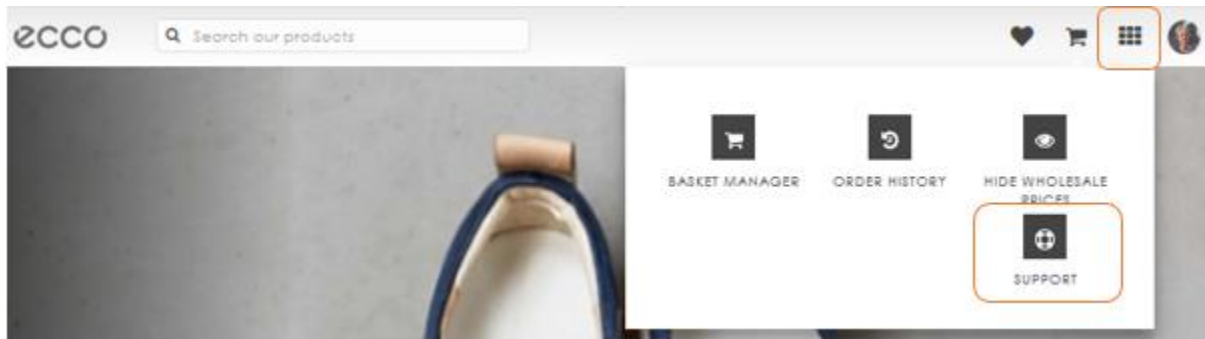 ecco
Search our products
BASKET MANAGER
ORDER HISTORY
HIDE WHOLESALE
PRICES
SUPPORT